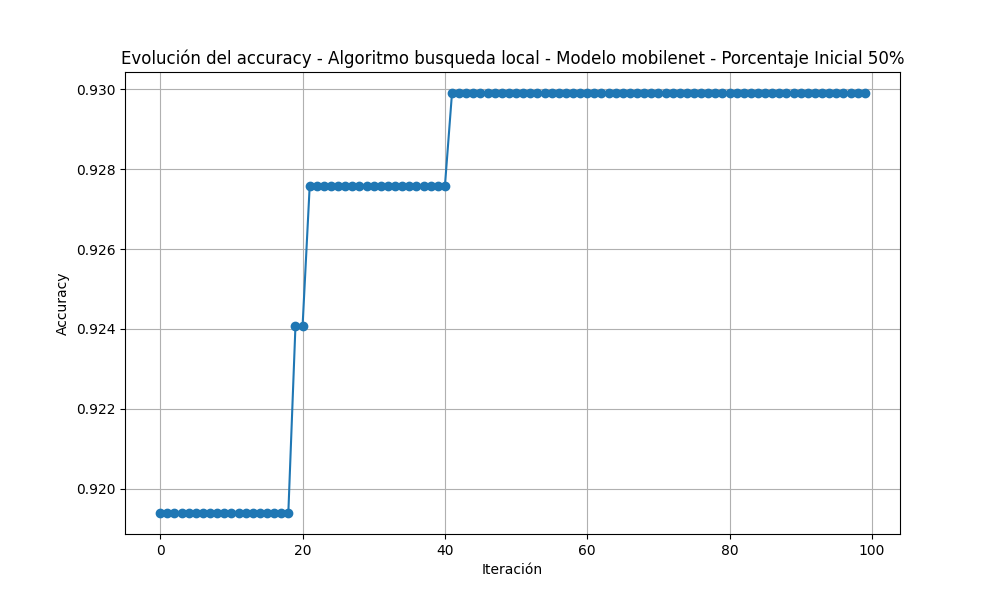 Evolución del accuracy - Algoritmo busqueda local - Modelo mobilenet - Porcentaje Inicial 50%
0.930
0.928
0.926
0.924
0.922
0.920
Accuracy
0 20 40 60 80 100
Iteración